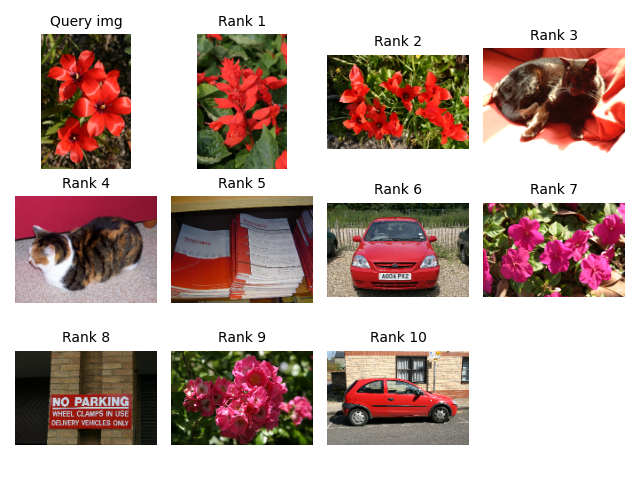 Query img
Rank 1
Rank 2
Rank 3
Rank 4
Rank 5
Rank 6
Rank 7
A004 PXZ
Rank 8
Rank 9
Rank 10
NO PARKING
WHEEL CLAMPS IN USE
DELIVERY VEHICLES ONLY